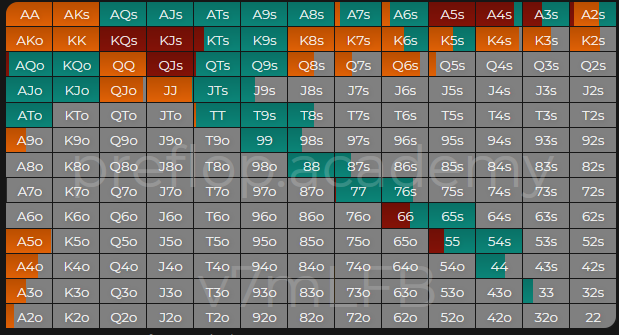 AA AKs AQs AJs ATs A9s A8s A7s A6s A5s A4s A3s A2s
AKo KK KQs KJs KTs K9s K8s K7s K6s K5s K4s K3s K2s
AQo KQo QQ QJs QTs Q9s Q8s Q7s Q6s Q5s Q4s Q3s Q2s
AJo KJo QJo JJ JTs J9s J8s J7s J6s J5s J4s J3s J2s
ATo KTo QTo JTo TT T9s T8s T7s T6s T5s T4s T3s T2s
A9o K9o Q9o J9o T9o 99 98s 97s 96s 95s 94s 93s 92s
A8o K8o Q8o J8o T8o 98o 88 87s 86s 85s 84s 83s 82s
preflop.academy
A7o K7o Q7o J7o T7o 97o 87o 77 76s 75s 74s 73s 72s
A6o K6o Q6o J6o T6o 96o 86o 76o 66 65s 64s 63s 62s
A5o K5o Q5o J5o T5o 95o 85o 75o 65o 55 54s 53s 52s
A4o K4o Q4o J4o T4o 94o 84o 74o 64o 54o 44 43s 42s
v7mLFB
A3o K3o Q3o J3o T3o 93o 83o 73o 63o 53o 43o 33 32s
A2o K2o Q2o J2o T2o 92o 82o 72o 62o 52o 42o 32o 22